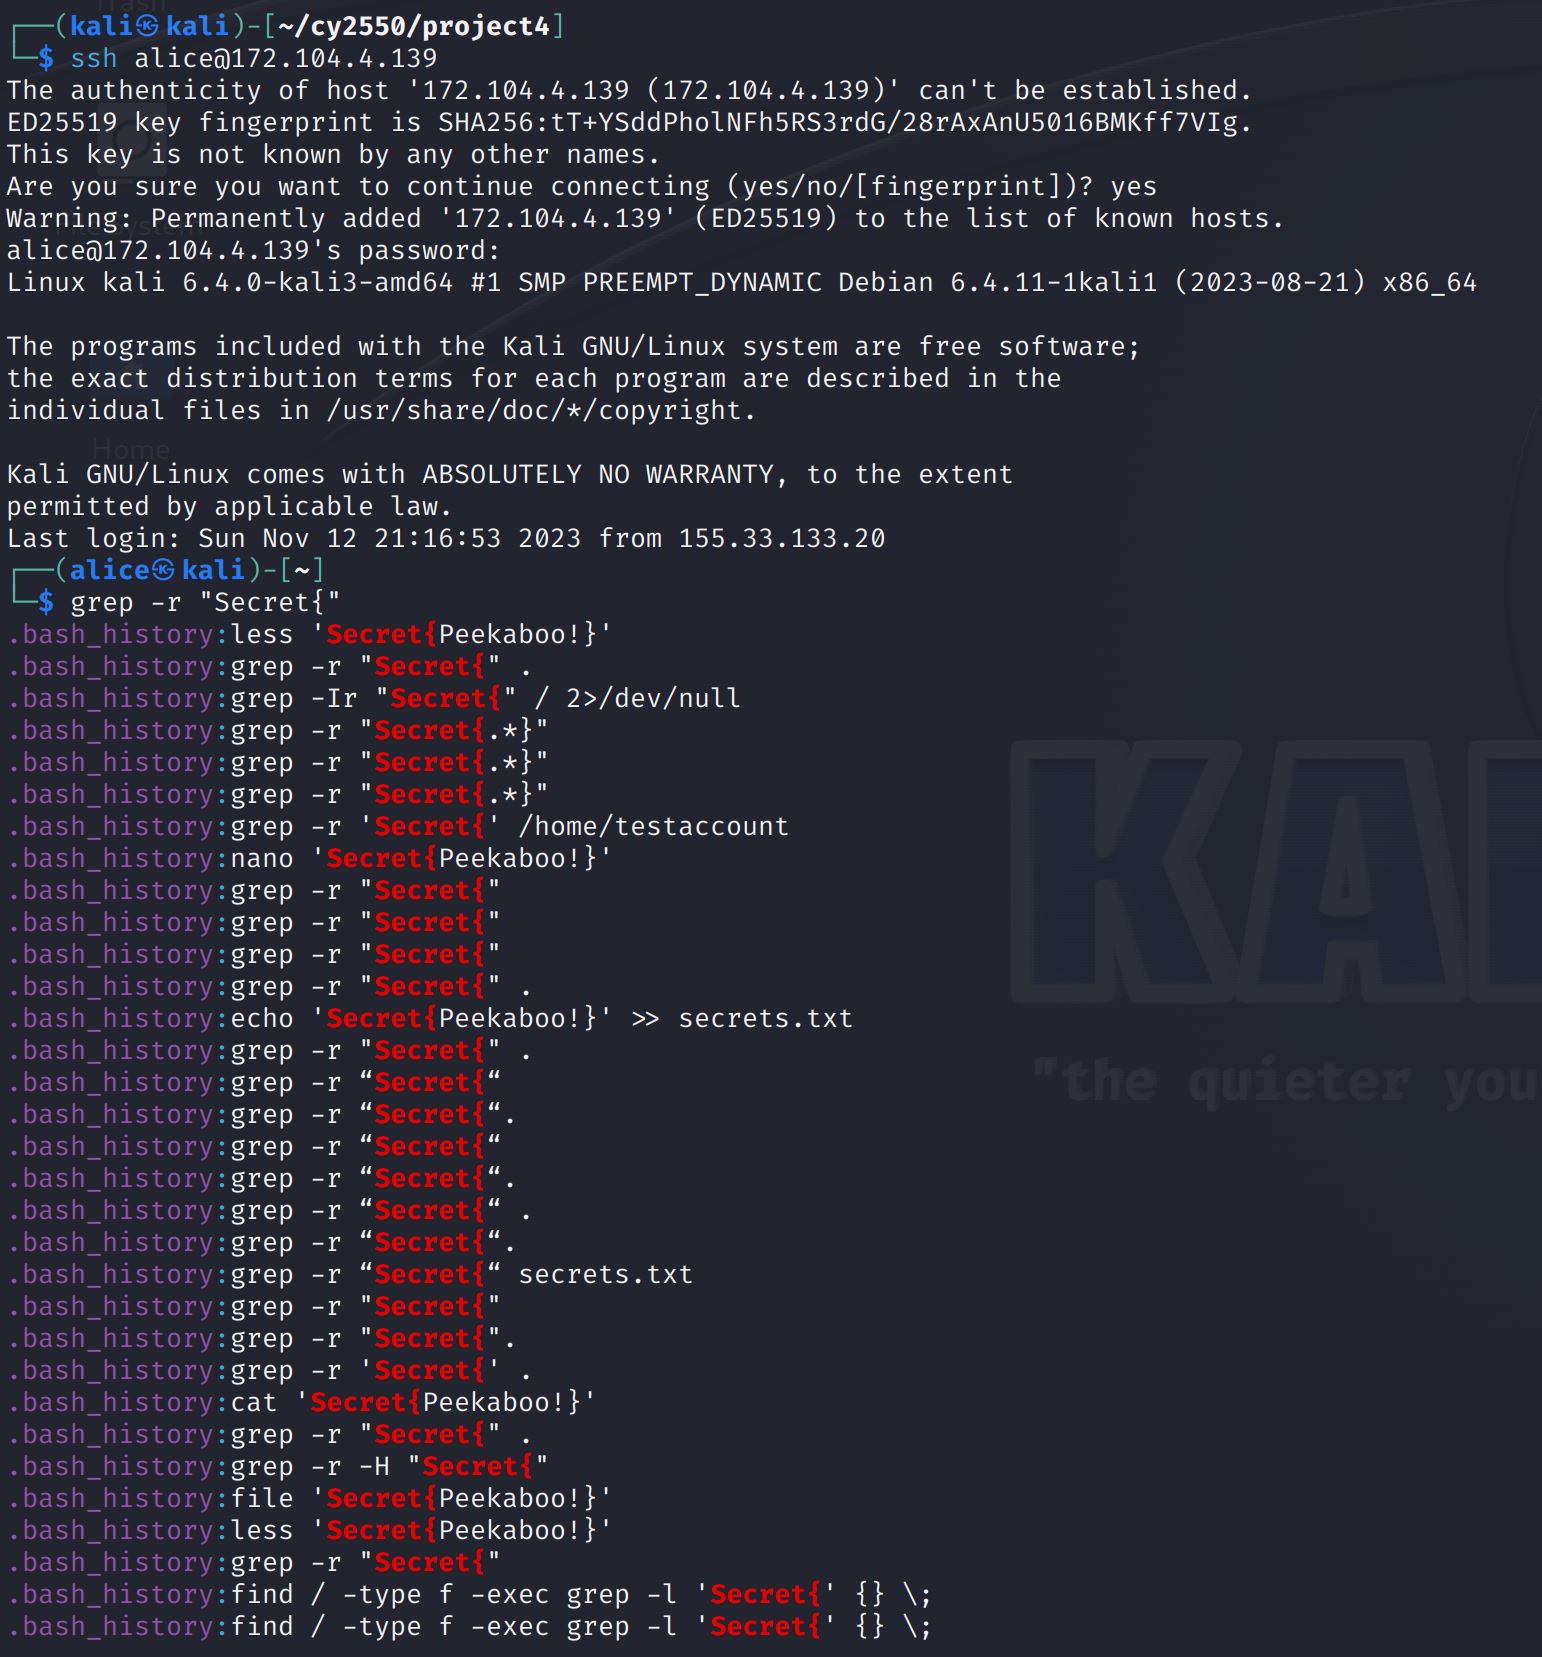 Trash
┌──(kali㉿kali)-[~/cy2550/project4]
└─$ ssh alice@172.104.4.139
The authenticity of host '172.104.4.139 (172.104.4.139)' can't be established.
ED25519 key fingerprint is SHA256:tT+YSddPholNFh5RS3rdG/28rAxAnU5016BMKff7VIg.
This key is not known by any other names.
Are you sure you want to continue connecting (yes/no/[fingerprint])? yes
Warning: Permanently added '172.104.4.139' (ED25519) to the list of known hosts.
alice@172.104.4.139's password:
Linux kali 6.4.0-kali3-amd64 #1 SMP PREEMPT_DYNAMIC Debian 6.4.11-1kali1 (2023-08-21) x86_64
The programs included with the Kali GNU/Linux system are free software;
the exact distribution terms for each program are described in the
individual files in /usr/share/doc/*/copyright.
Home
Kali GNU/Linux comes with ABSOLUTELY NO WARRANTY, to the extent
permitted by applicable law.
Last login: Sun Nov 12 21:16:53 2023 from 155.33.133.20
┌──(alice㉿kali)-[~]
└─$ grep -r "Secret{"
.bash_history:less 'Secret{Peekaboo!}'
.bash_history:grep -r "Secret{" .
.bash_history:grep -Ir "Secret{" / 2>/dev/null
.bash_history:grep -r "Secret{.*}"
.bash_history:grep -r "Secret{.*}"
.bash_history:grep -r "Secret{.*}"
.bash_history:grep -r 'Secret{' /home/testaccount
.bash_history:nano 'Secret{Peekaboo!}'
.bash_history:grep -r "Secret{"
.bash_history:grep -r "Secret{"
.bash_history:grep -r "Secret{"
.bash_history:grep -r "Secret{" .
.bash_history:echo 'Secret{Peekaboo!}' >> secrets.txt
.bash_history:grep -r "Secret{" .
.bash_history:grep -r “Secret{“
.bash_history:grep -r “Secret{“.
.bash_history:grep -r “Secret{“
.bash_history:grep -r “Secret{“.
.bash_history:grep -r “Secret{“ .
.bash_history:grep -r “Secret{“.
.bash_history:grep -r “Secret{“ secrets.txt
.bash_history:grep -r "Secret{"
.bash_history:grep -r "Secret{".
.bash_history:grep -r 'Secret{' .
.bash_history:cat 'Secret{Peekaboo!}'
.bash_history:grep -r "Secret{" .
.bash_history:grep -r -H "Secret{"
.bash_history:file 'Secret{Peekaboo!}'
.bash_history:less 'Secret{Peekaboo!}'
.bash_history:grep -r "Secret{"
.bash_history:find / -type f -exec grep -l 'Secret{' {} \;
.bash_history:find / -type f -exec grep -l 'Secret{' {} \;
KAL
"the quieter you